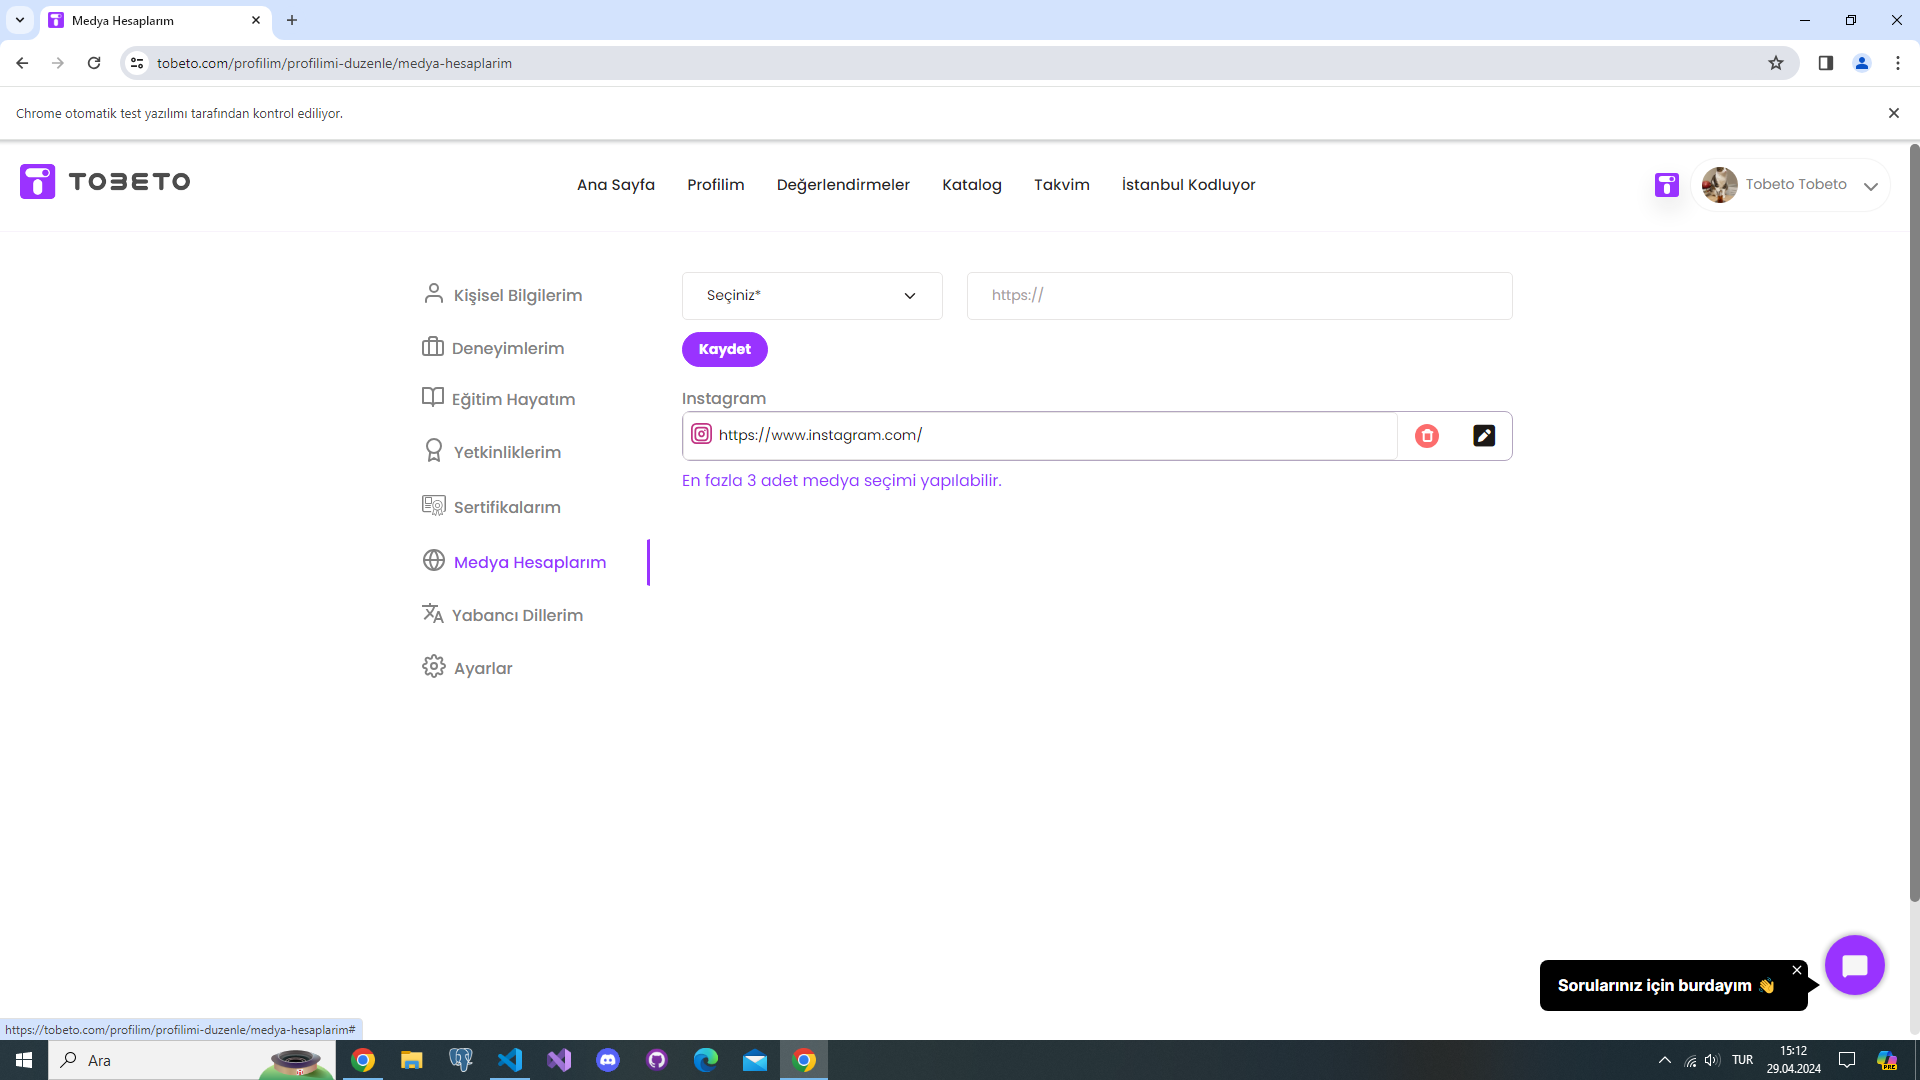 Medya Hesaplarım
tobeto.com/profilim/profilimi-duzenle/medya-hesaplarim
Chrome otomatik test yazılımı tarafından kontrol ediliyor.
TOBETO
Ana Sayfa
Profilim
Değerlendirmeler
Katalog
Takvim
İstanbul Kodluyor
Tobeto Tobeto
Kişisel Bilgilerim
Deneyimlerim
Eğitim Hayatım
Yetkinliklerim
Sertifikalarım
Medya Hesaplarım
Yabancı Dillerim
Ayarlar
Seçiniz*
https://
Kaydet
Instagram
https://www.instagram.com/
En fazla 3 adet medya seçimi yapılabilir.
Sorularınız için burdayım 👋
https://tobeto.com/profilim/profilimi-duzenle/medya-hesaplarim#
Ara
TUR
15:12
29.04.2024
PRE